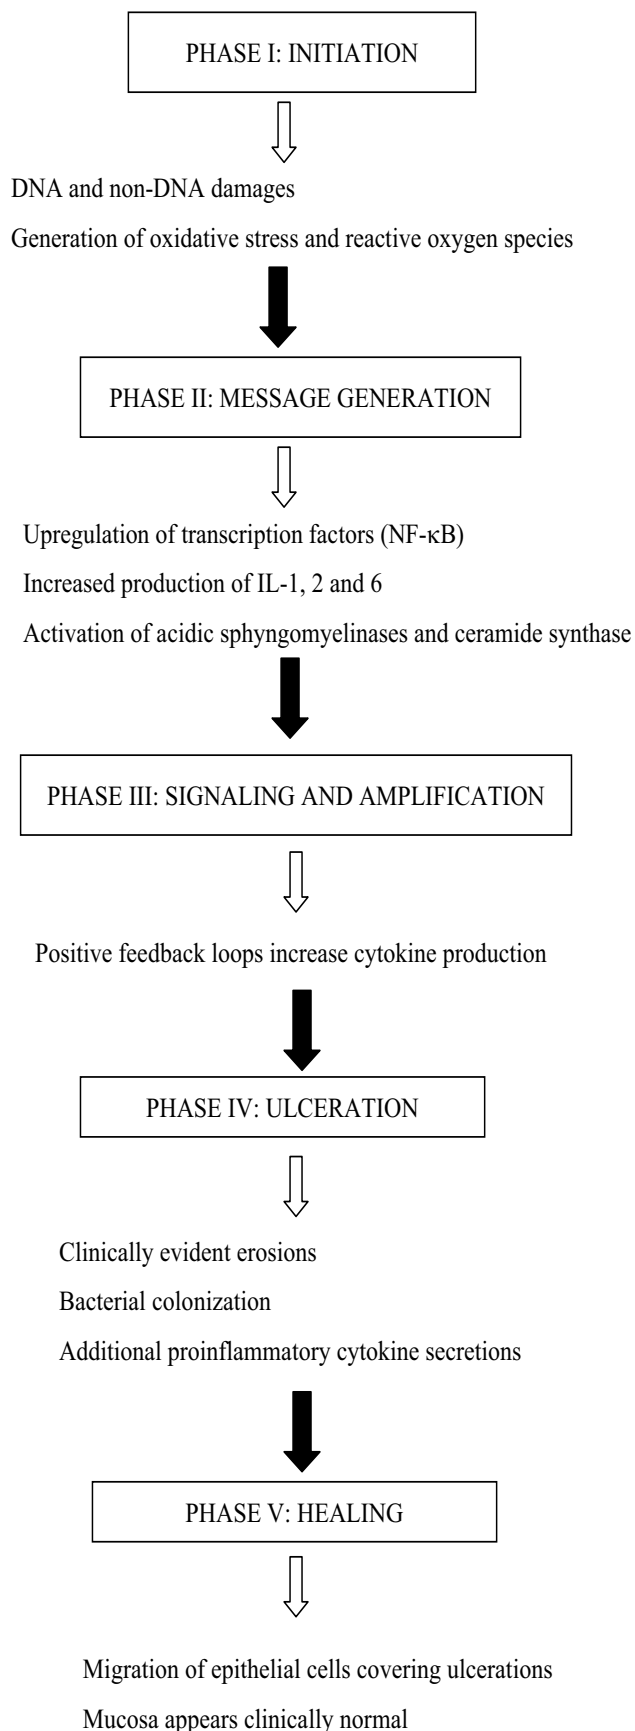 PHASE I: INITIATION
DNA and non-DNA damages
Generation of oxidative stress and reactive oxygen species
PHASE II: MESSAGE GENERATION
Upregulation of transcription factors (NF-κB)
Increased production of IL-1, 2 and 6
Activation of acidic sphyngomyelinases and ceramide synthase
PHASE III: SIGNALING AND AMPLIFICATION
Positive feedback loops increase cytokine production
PHASE IV: ULCERATION
Clinically evident erosions
Bacterial colonization
Additional proinflammatory cytokine secretions
PHASE V: HEALING
Migration of epithelial cells covering ulcerations
Mucosa appears clinically normal